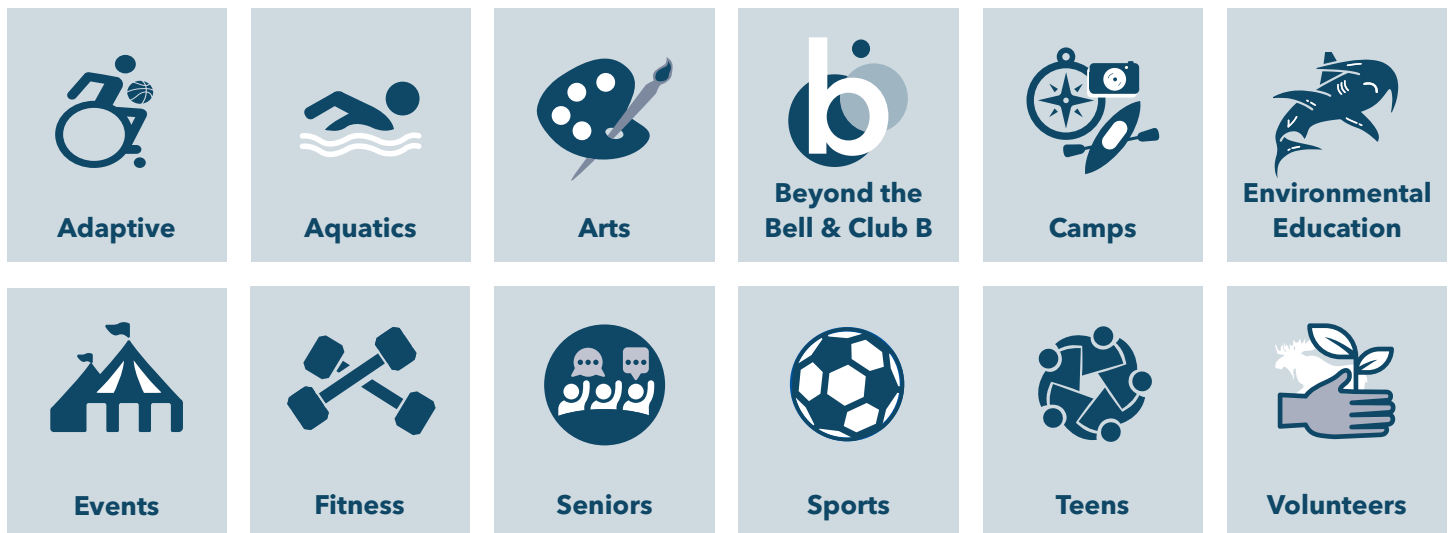 b
Adaptive
Aquatics
Arts
Beyond the
Bell & Club B
Camps
Environmental
Education
Events
Fitness
Seniors
Sports
Teens
Volunteers